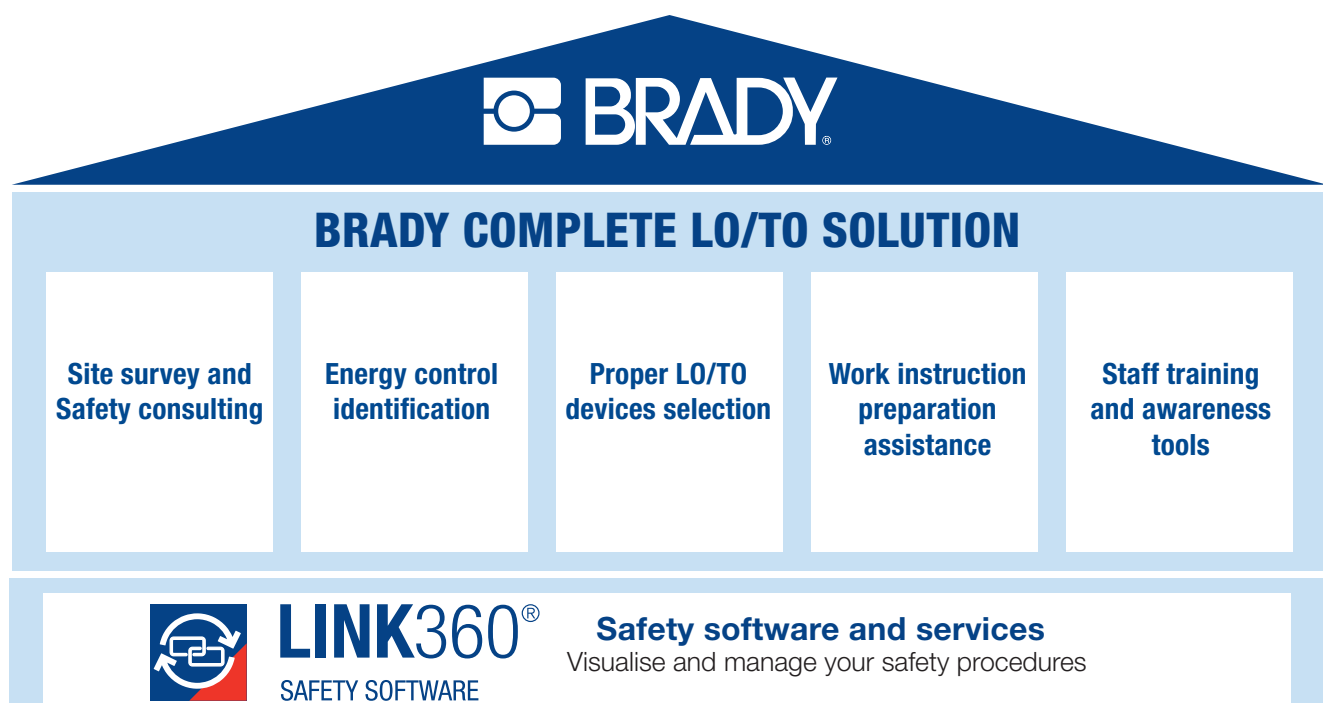 BRADY®
BRADY COMPLETE LO/TO SOLUTION
Site survey and
Safety consulting
Energy control
identification
Proper LO/TO
devices selection
Work instruction
preparation
assistance
Staff training
and awareness
tools
LINK360®
SAFETY SOFTWARE
Safety software and services
Visualise and manage your safety procedures